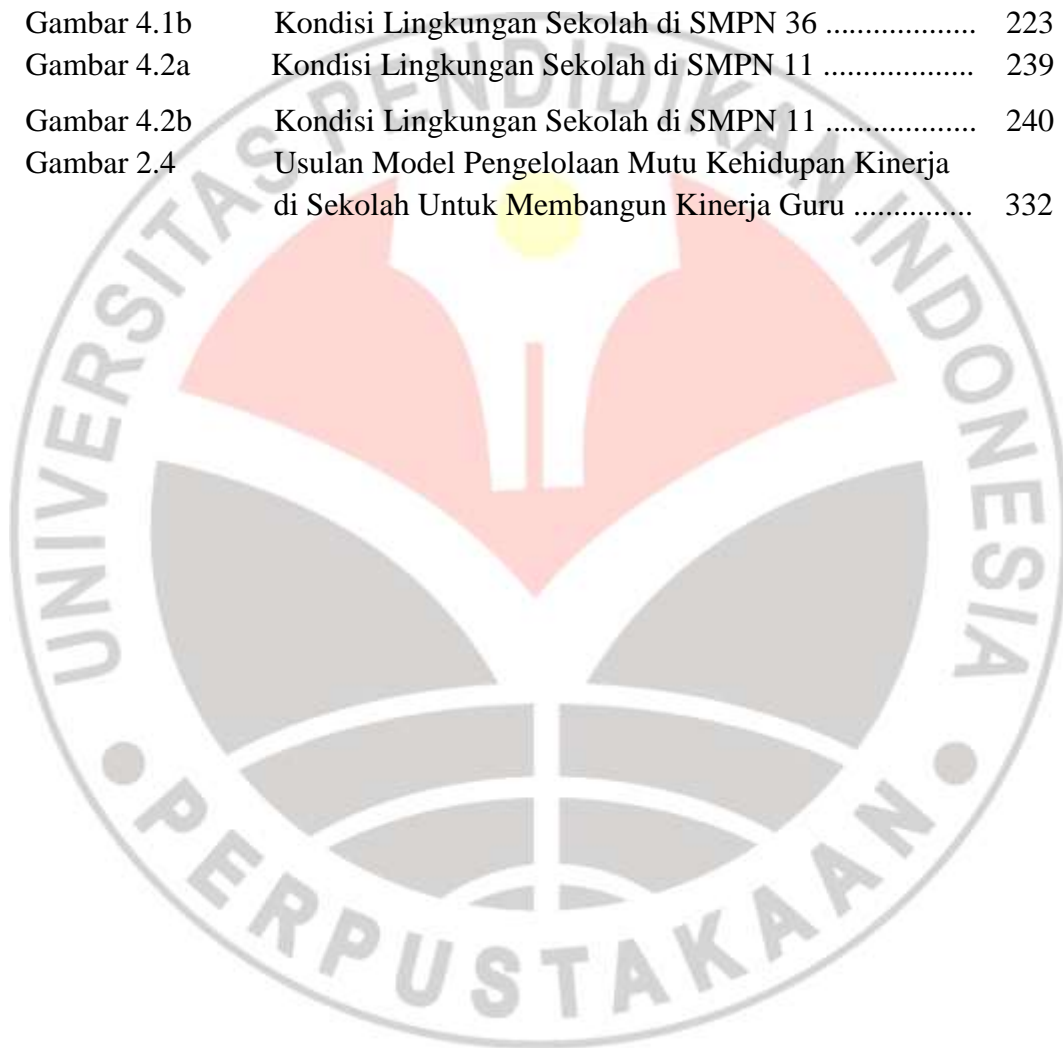 Gambar 4.1b Kondisi Lingkungan Sekolah di SMPN 36 ................... 223
Gambar 4.2a Kondisi Lingkungan Sekolah di SMPN 11 ................... 239
Gambar 4.2b Kondisi Lingkungan Sekolah di SMPN 11 ................... 240
Gambar 2.4 Usulan Model Pengelolaan Mutu Kehidupan Kinerja
di Sekolah Untuk Membangun Kinerja Guru ............... 332
UNIVERSITAS PENDIDIKAN INDONESIA
PERPUSTAKAAN